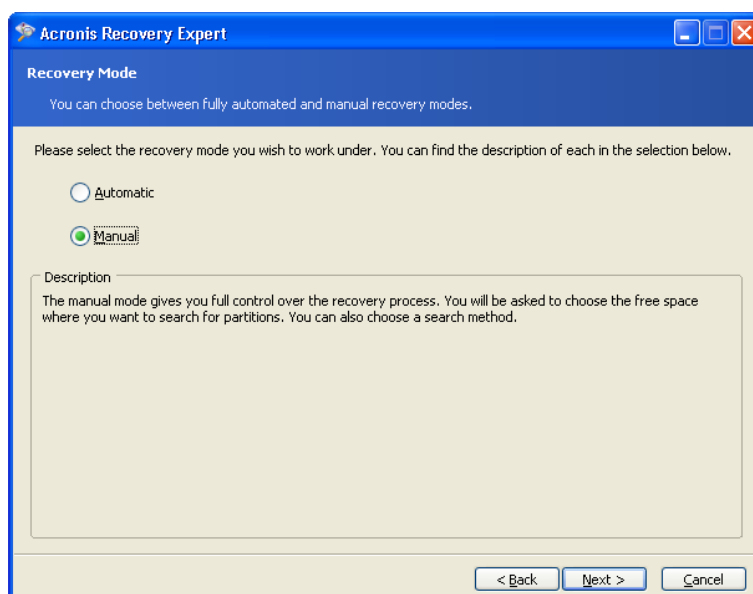 Acronis Recovery Expert
Recovery Mode
You can choose between fully automated and manual recovery modes.
Please select the recovery mode you wish to work under. You can find the description of each in the selection below.
Automatic
Manual
Description
The manual mode gives you full control over the recovery process. You will be asked to choose the free space
where you want to search for partitions. You can also choose a search method.
< Back Next > Cancel